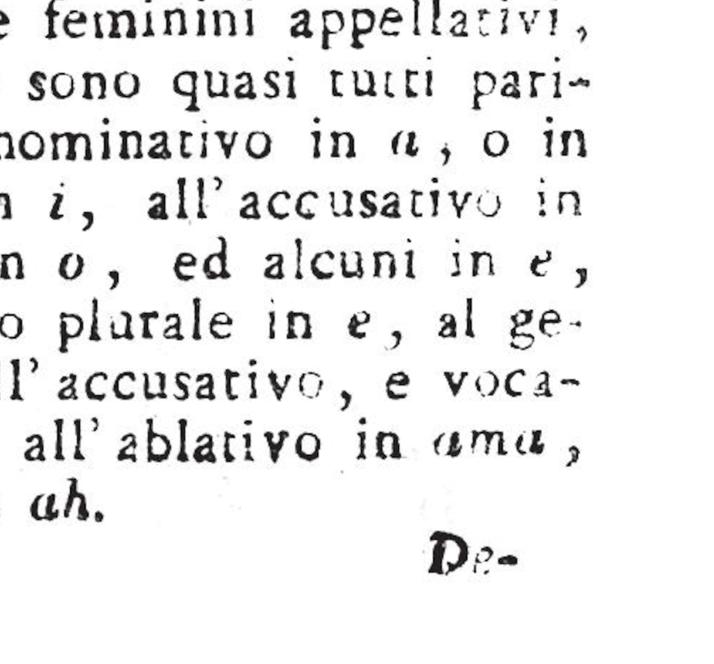 e feminini appellativi,
sono quasi tutti pari-
nominativo in a, o in
i, all' accusativo in
n o, ed alcuni in e,
o plurale in e, al ge-
ll' accusativo, e voca-
all' ablativo in ama,
ah.
De-